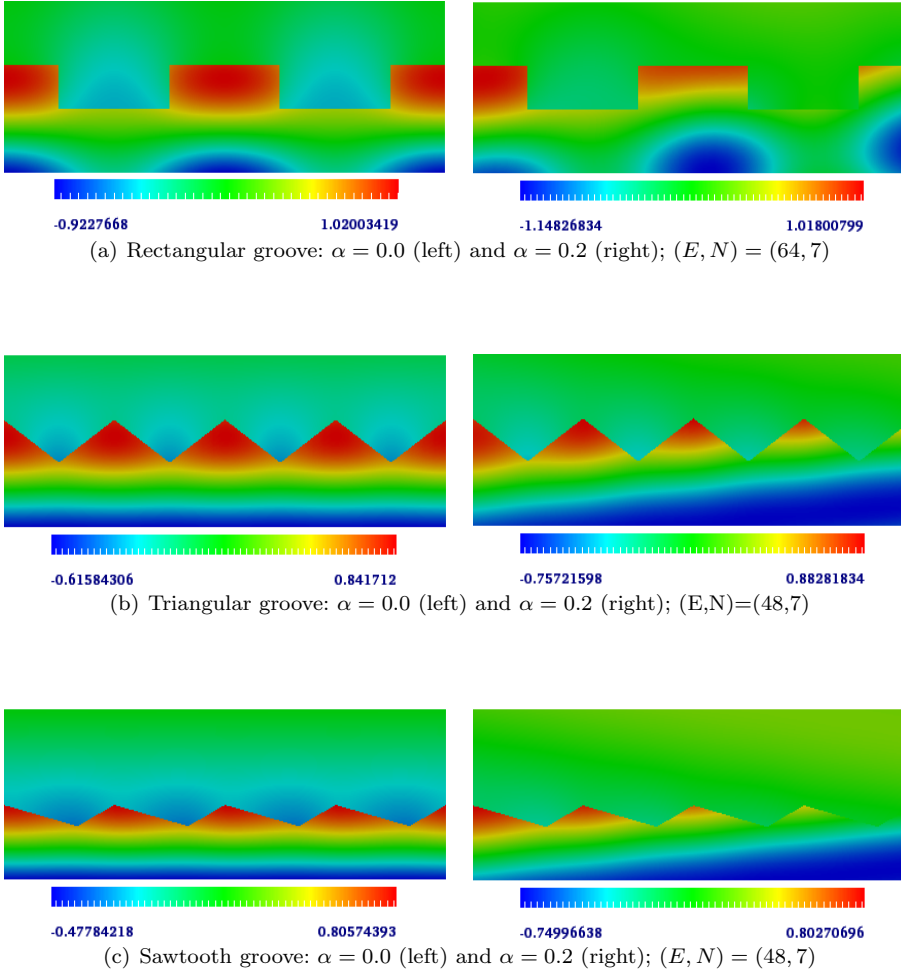 -0.9227668 1.02003419 -1.14826834 1.01800799
(a) Rectangular groove: α = 0.0 (left) and α = 0.2 (right); (E, N) = (64, 7)
-0.61584306 0.841712 -0.75721598 0.88281834
(b) Triangular groove: α = 0.0 (left) and α = 0.2 (right); (E,N)=(48,7)
-0.47784218 0.80574393 -0.74996638 0.80270696
(c) Sawtooth groove: α = 0.0 (left) and α = 0.2 (right); (E, N) = (48, 7)